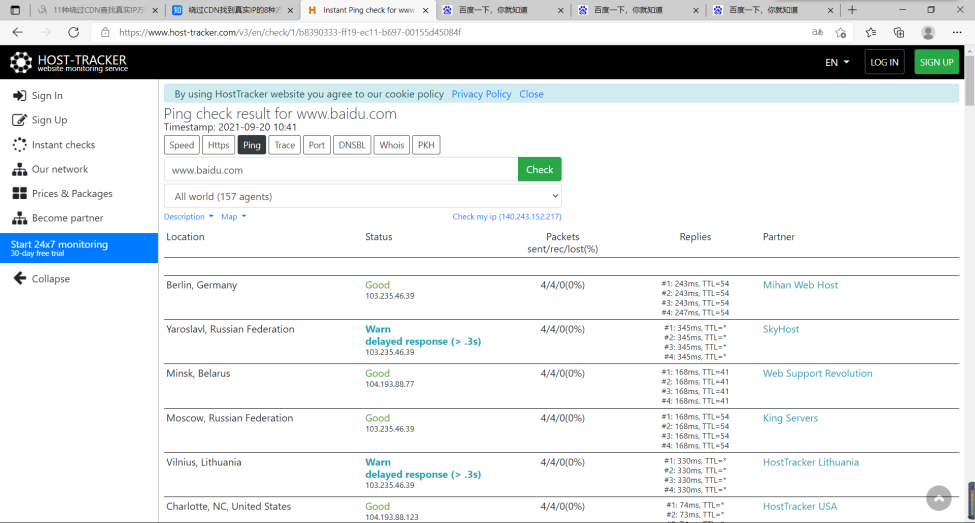 11种绕过CDN查找真实IP方
绕过CDN找到真实IP的8种方
Instant Ping check for www.
百度一下，你就知道
百度一下，你就知道
百度一下，你就知道
https://www.host-tracker.com/v3/en/check/1/b8390333-ff19-ec11-b697-00155d45084f
HOST-TRACKER
website monitoring service
EN
LOG IN
SIGN UP
Sign In
Sign Up
Instant checks
Our network
Prices & Packages
Become partner
Start 24x7 monitoring
30-day free trial
Collapse
By using HostTracker website you agree to our cookie policy Privacy Policy Close
Ping check result for www.baidu.com
Timestamp: 2021-09-20 10:41
Speed Https Ping Trace Port DNSBL Whois PKH
www.baidu.com Check
All world (157 agents)
Description Map Check my ip (140.243.152.217)
Location Status Packets sent/rec/lost(%) Replies Partner
Berlin, Germany
Good
103.235.46.39
4/4/0(0%)
#1: 243ms, TTL=54
#2: 243ms, TTL=54
#3: 243ms, TTL=54
#4: 247ms, TTL=54
Mihan Web Host
Yaroslavl, Russian Federation
Warn
delayed response (> .3s)
103.235.46.39
4/4/0(0%)
#1: 345ms, TTL=*
#2: 345ms, TTL=*
#3: 345ms, TTL=*
#4: 345ms, TTL=*
SkyHost
Minsk, Belarus
Good
104.193.88.77
4/4/0(0%)
#1: 168ms, TTL=41
#2: 168ms, TTL=41
#3: 168ms, TTL=41
#4: 168ms, TTL=41
Web Support Revolution
Moscow, Russian Federation
Good
103.235.46.39
4/4/0(0%)
#1: 168ms, TTL=54
#2: 168ms, TTL=54
#3: 168ms, TTL=54
#4: 168ms, TTL=54
King Servers
Vilnius, Lithuania
Warn
delayed response (> .3s)
103.235.46.39
4/4/0(0%)
#1: 330ms, TTL=*
#2: 330ms, TTL=*
#3: 330ms, TTL=*
#4: 330ms, TTL=*
HostTracker Lithuania
Charlotte, NC, United States
Good
104.193.88.123
4/4/0(0%)
#1: 74ms, TTL=*
#2: 73ms, TTL=*
HostTracker USA